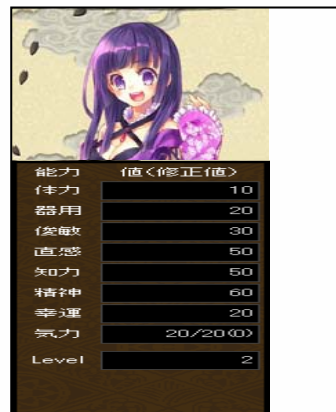 能力 値(修正値)
体力 10
器用 20
俊敏 30
直感 50
知力 50
精神 60
幸運 20
気力 20/20(0)
Level 2